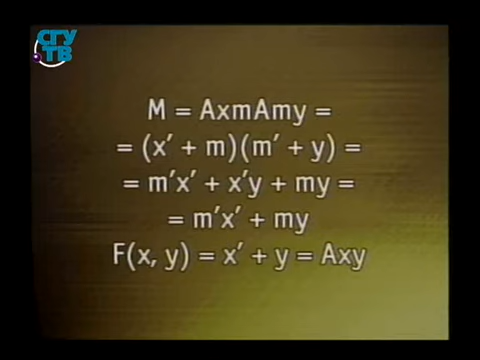 СГУ
ТВ
M = AxmAmy =
= (x′ + m)(m′ + y) =
= m′x′ + x′y + my =
= m′x′ + my
F(x, y) = x′ + y = Axy